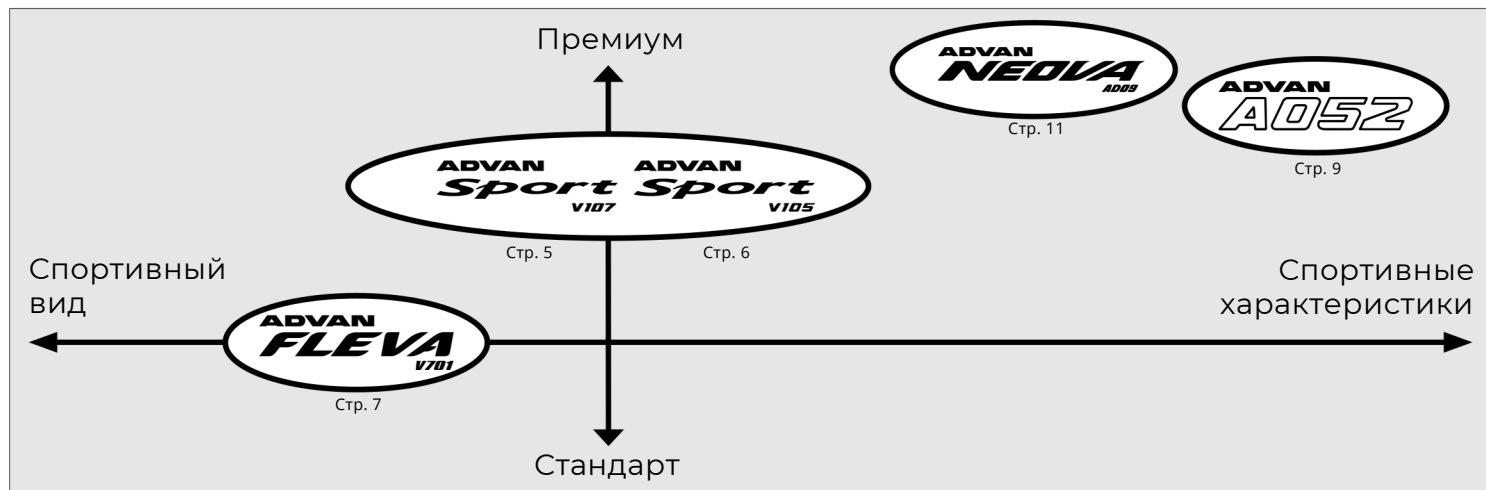 Премиум
ADVAN
NEOVA
AD09
Стр. 11
ADVAN
A052
Стр. 9
ADVAN
Sport
V107
Стр. 5
ADVAN
Sport
V105
Стр. 6
Спортивный
вид
Спортивные
характеристики
ADVAN
FLEVA
V701
Стр. 7
Стандарт